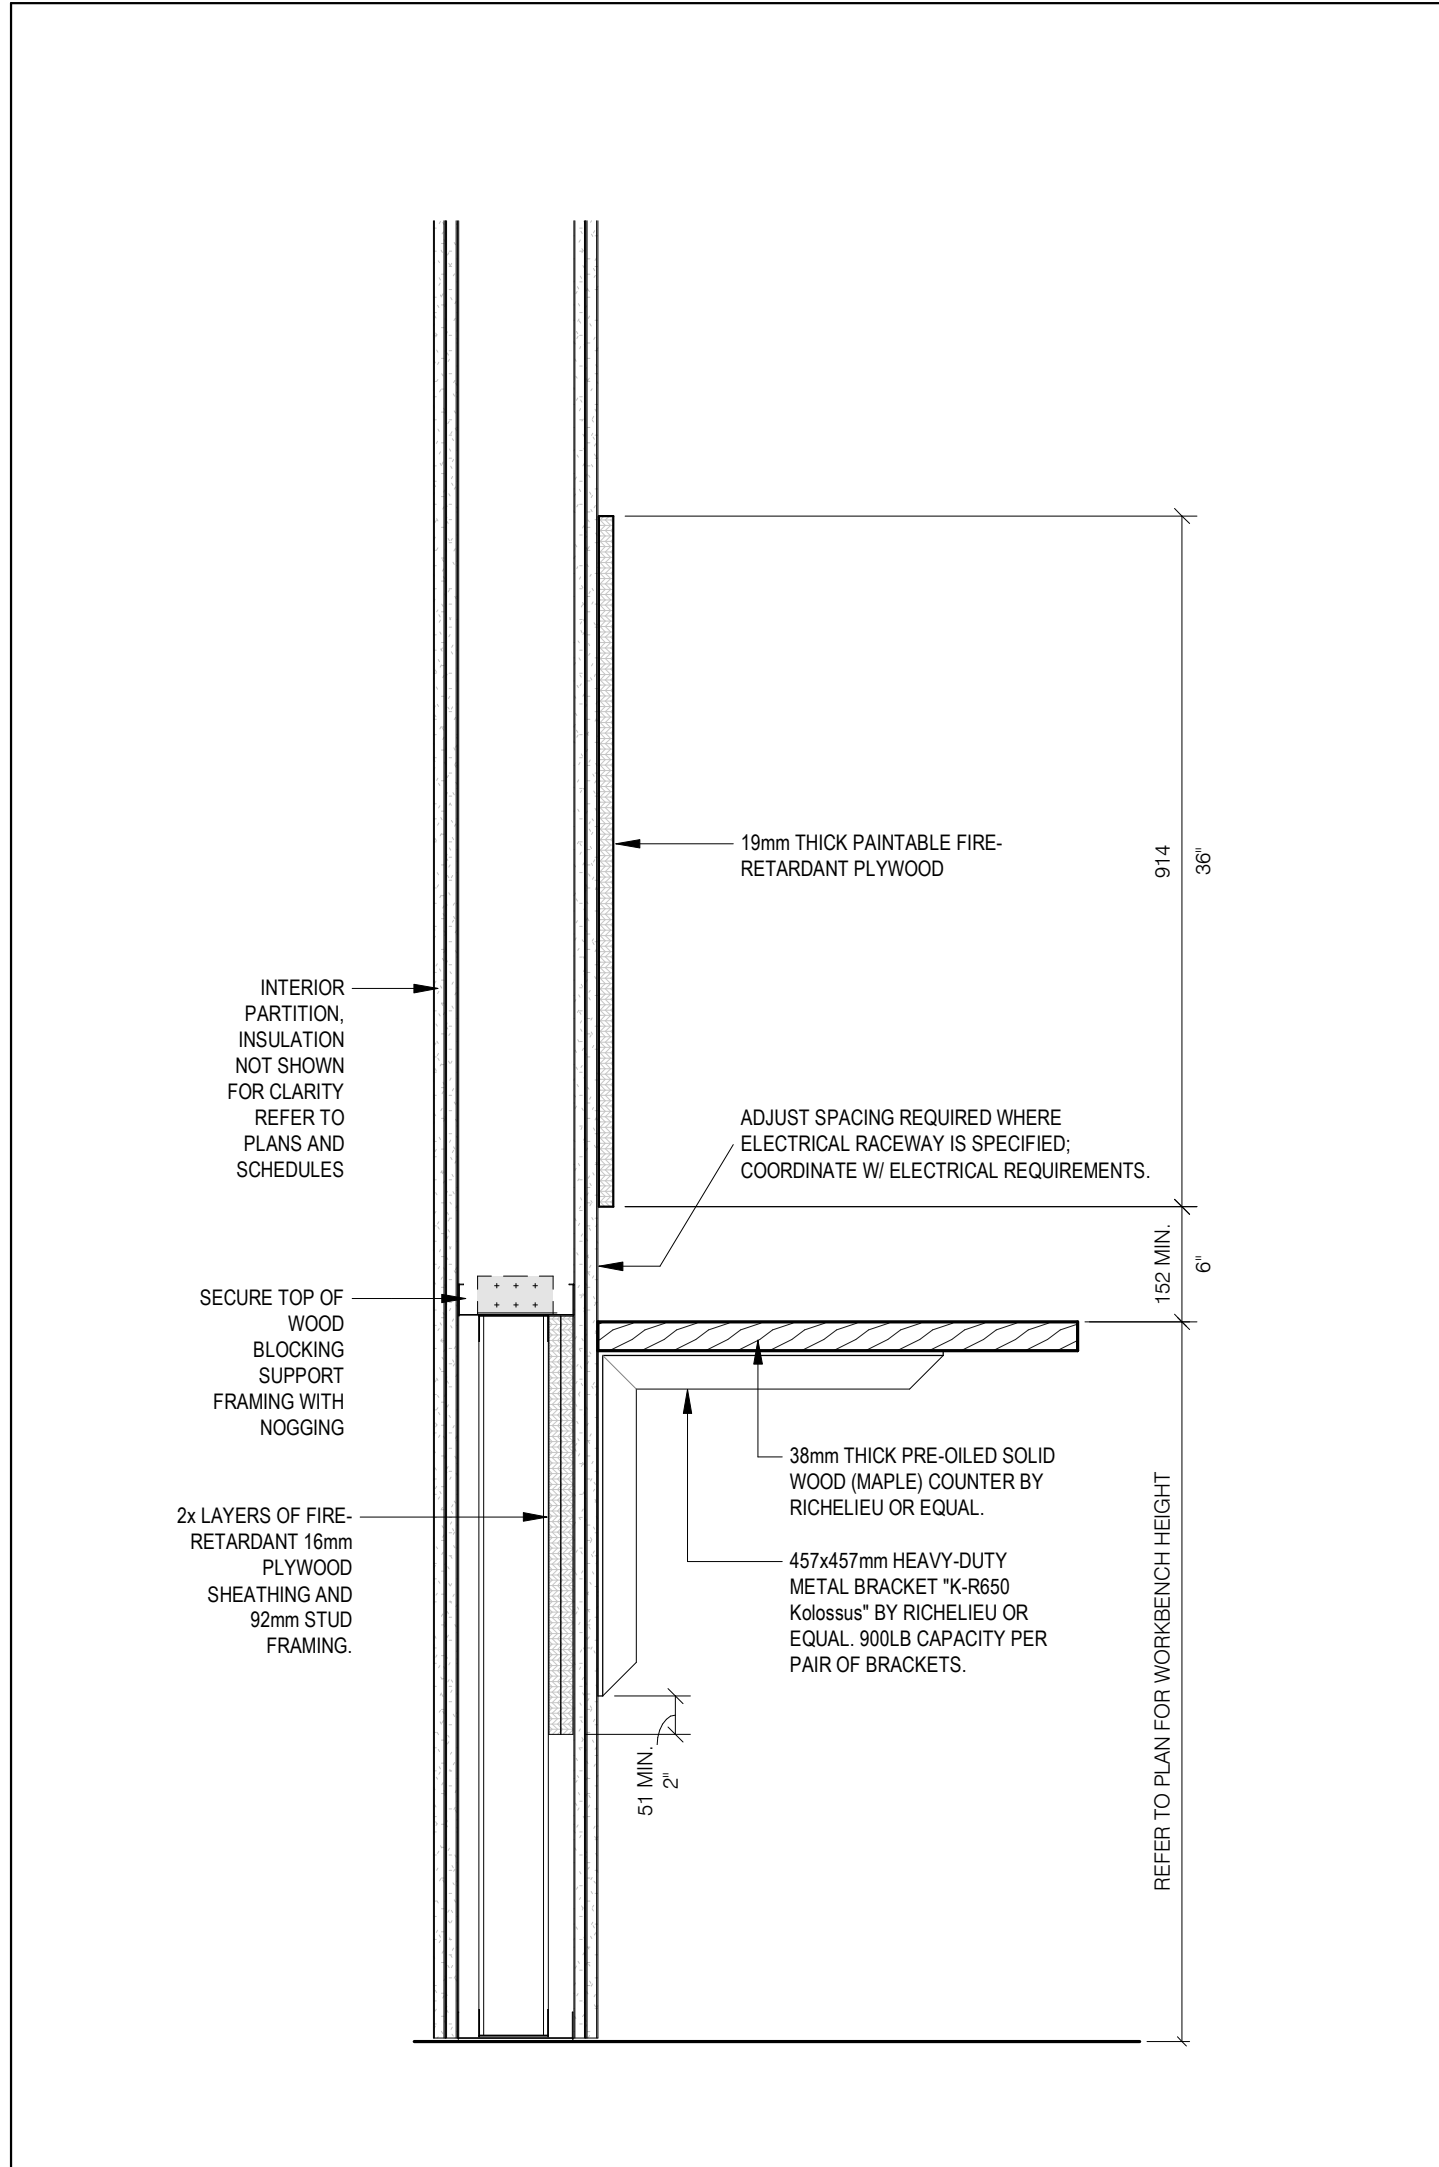 19mm THICK PAINTABLE FIRE-
RETARDANT PLYWOOD
914
36"
INTERIOR
PARTITION,
INSULATION
NOT SHOWN
FOR CLARITY
REFER TO
PLANS AND
SCHEDULES
ADJUST SPACING REQUIRED WHERE
ELECTRICAL RACEWAY IS SPECIFIED;
COORDINATE W/ ELECTRICAL REQUIREMENTS.
152 MIN.
6"
SECURE TOP OF
WOOD
BLOCKING
SUPPORT
FRAMING WITH
NOGGING
38mm THICK PRE-OILED SOLID
WOOD (MAPLE) COUNTER BY
RICHELIEU OR EQUAL.
2x LAYERS OF FIRE-
RETARDANT 16mm
PLYWOOD
SHEATHING AND
92mm STUD
FRAMING.
457x457mm HEAVY-DUTY
METAL BRACKET "K-R650
Kolossus" BY RICHELIEU OR
EQUAL. 900LB CAPACITY PER
PAIR OF BRACKETS.
51 MIN.
2"
REFER TO PLAN FOR WORKBENCH HEIGHT